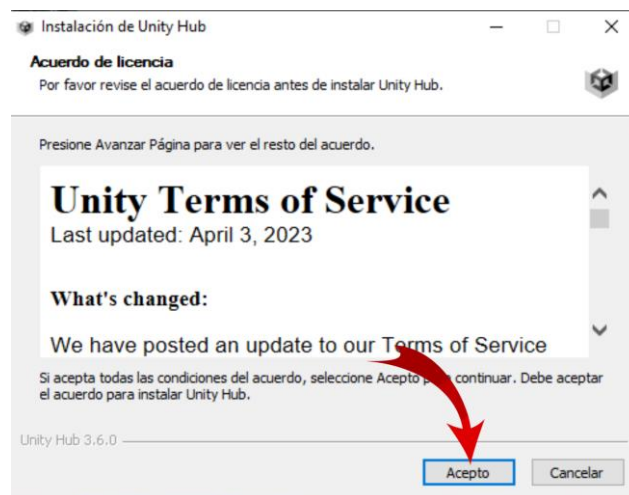 Instalación de Unity Hub
Acuerdo de licencia
Por favor revise el acuerdo de licencia antes de instalar Unity Hub.
Presione Avanzar Página para ver el resto del acuerdo.
Unity Terms of Service
Last updated: April 3, 2023
What's changed:
We have posted an update to our Terms of Service
Si acepta todas las condiciones del acuerdo, seleccione Acepto continuar. Debe aceptar
el acuerdo para instalar Unity Hub.
Unity Hub 3.6.0
Acepto
Cancelar